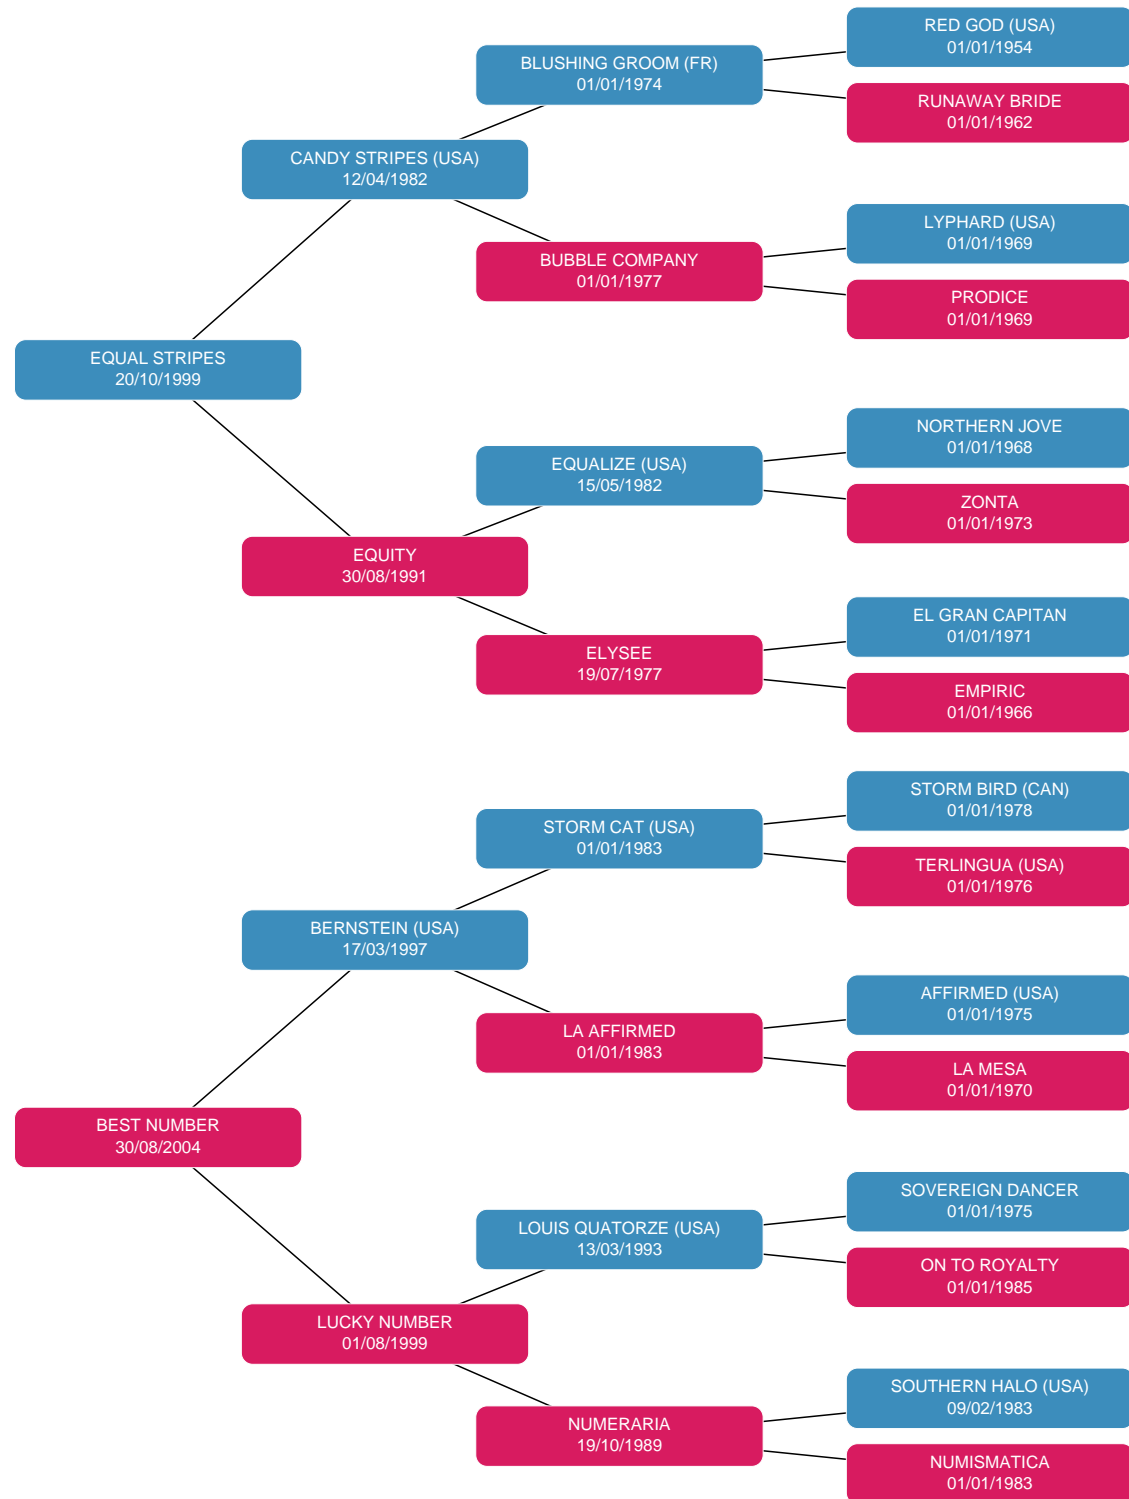 RED GOD (USA)
01/01/1954
BLUSHING GROOM (FR)
01/01/1974
RUNAWAY BRIDE
01/01/1962
CANDY STRIPES (USA)
12/04/1982
LYPHARD (USA)
01/01/1969
BUBBLE COMPANY
01/01/1977
PRODICE
01/01/1969
EQUAL STRIPES
20/10/1999
NORTHERN JOVE
01/01/1968
EQUALIZE (USA)
15/05/1982
ZONTA
01/01/1973
EQUITY
30/08/1991
EL GRAN CAPITAN
01/01/1971
ELYSEE
19/07/1977
EMPIRIC
01/01/1966
STORM BIRD (CAN)
01/01/1978
STORM CAT (USA)
01/01/1983
TERLINGUA (USA)
01/01/1976
BERNSTEIN (USA)
17/03/1997
AFFIRMED (USA)
01/01/1975
LA AFFIRMED
01/01/1983
LA MESA
01/01/1970
BEST NUMBER
30/08/2004
SOVEREIGN DANCER
01/01/1975
LOUIS QUATORZE (USA)
13/03/1993
ON TO ROYALTY
01/01/1985
LUCKY NUMBER
01/08/1999
SOUTHERN HALO (USA)
09/02/1983
NUMERARIA
19/10/1989
NUMISMATICA
01/01/1983